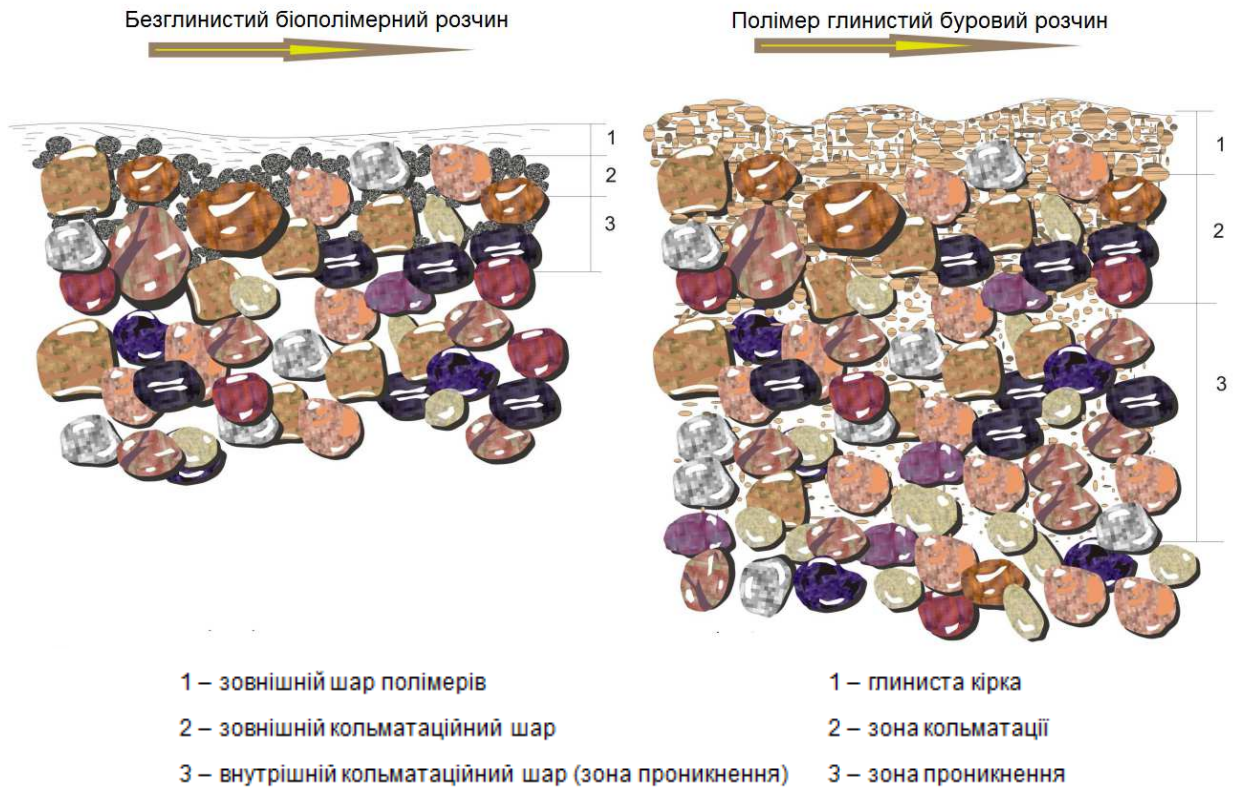 Безглинистий біополімерний розчин
Полімер глинистий буровий розчин
1
2
3
1
2
3
1 – зовнішній шар полімерів
2 – зовнішній кольматаційний шар
3 – внутрішній кольматаційний шар (зона проникнення)
1 – глиниста кірка
2 – зона кольматації
3 – зона проникнення